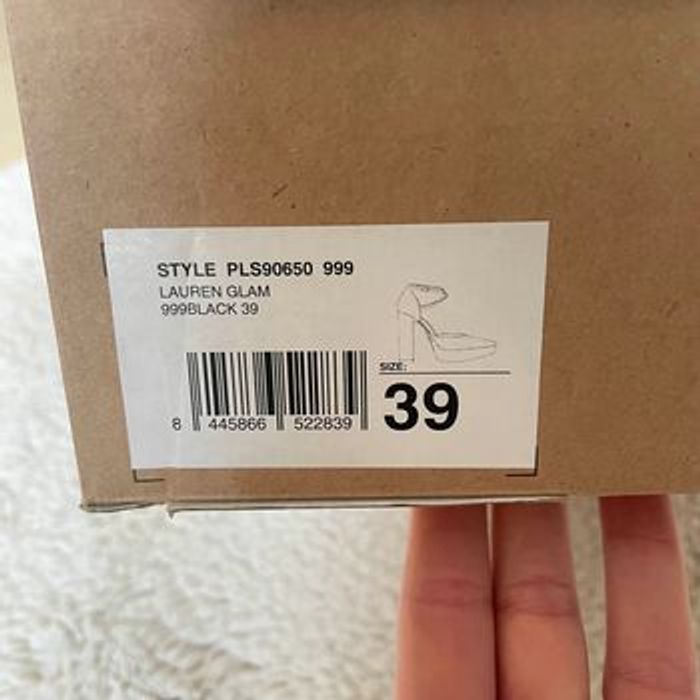 STYLE PLS90650 999
LAUREN GLAM
999BLACK 39
SIZE:
39
8 445866 522839